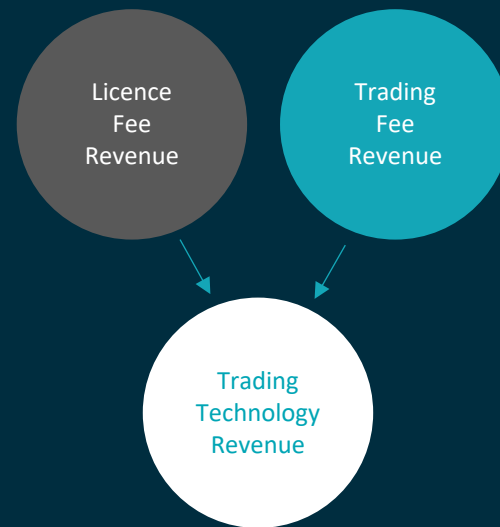 Licence
Fee
Revenue
Trading
Fee
Revenue
Trading
Technology
Revenue